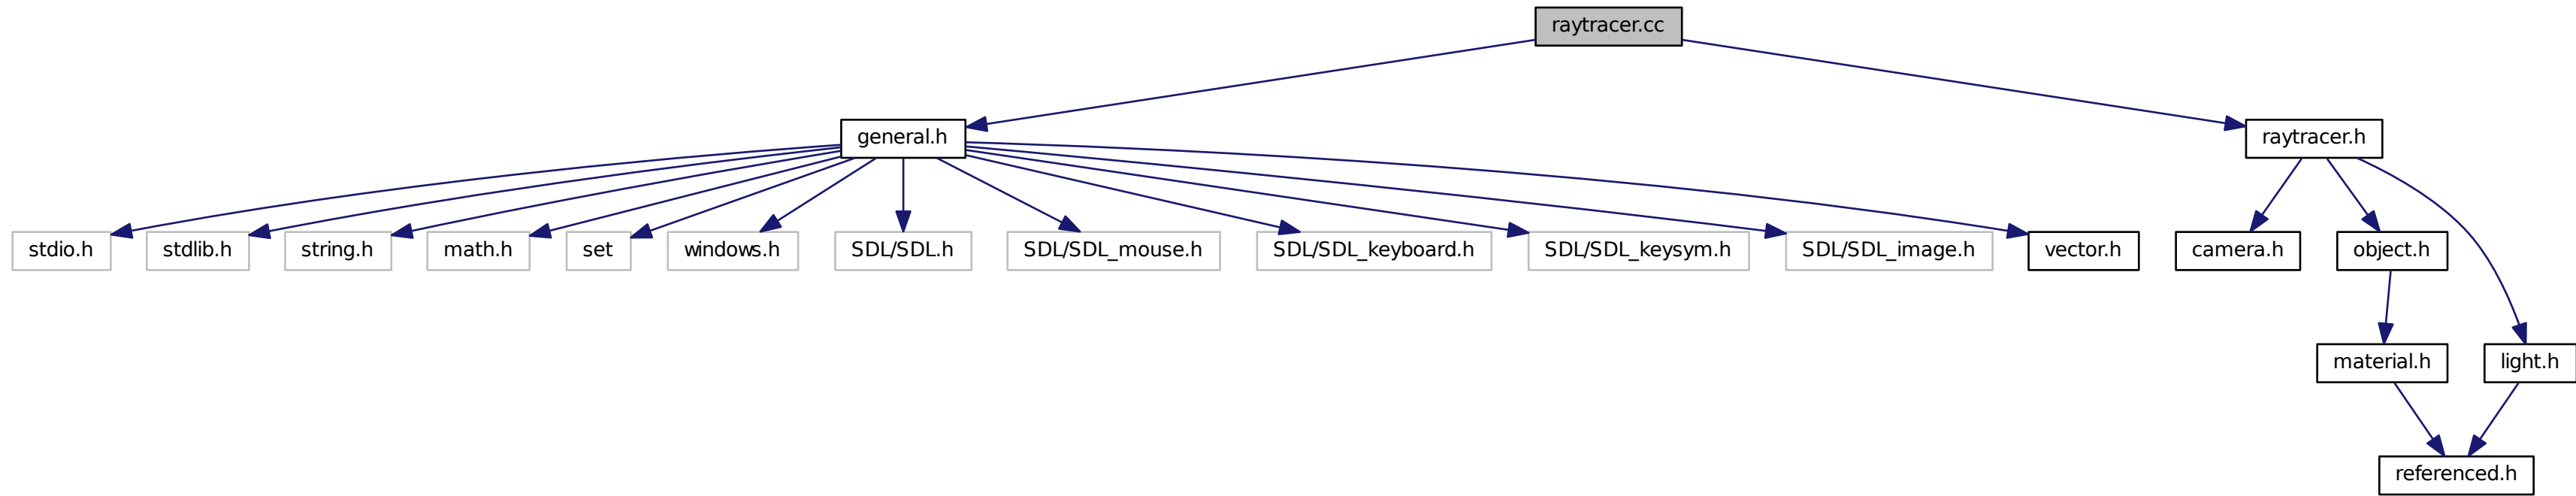 raytracer.cc
general.h
raytracer.h
stdio.h
stdlib.h
string.h
math.h
set
windows.h
SDL/SDL.h
SDL/SDL_mouse.h
SDL/SDL_keyboard.h
SDL/SDL_keysym.h
SDL/SDL_image.h
vector.h
camera.h
object.h
material.h
light.h
referenced.h